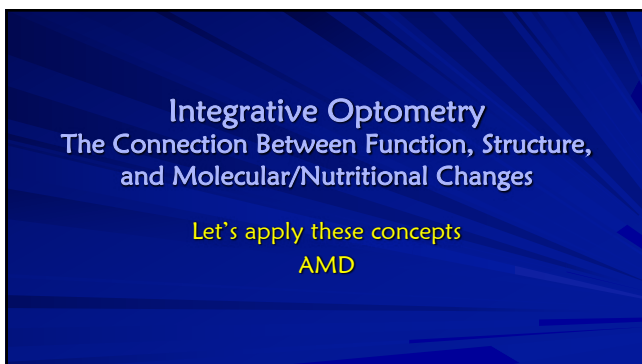 Integrative Optometry
The Connection Between Function, Structure,
and Molecular/Nutritional Changes
Let's apply these concepts
AMD